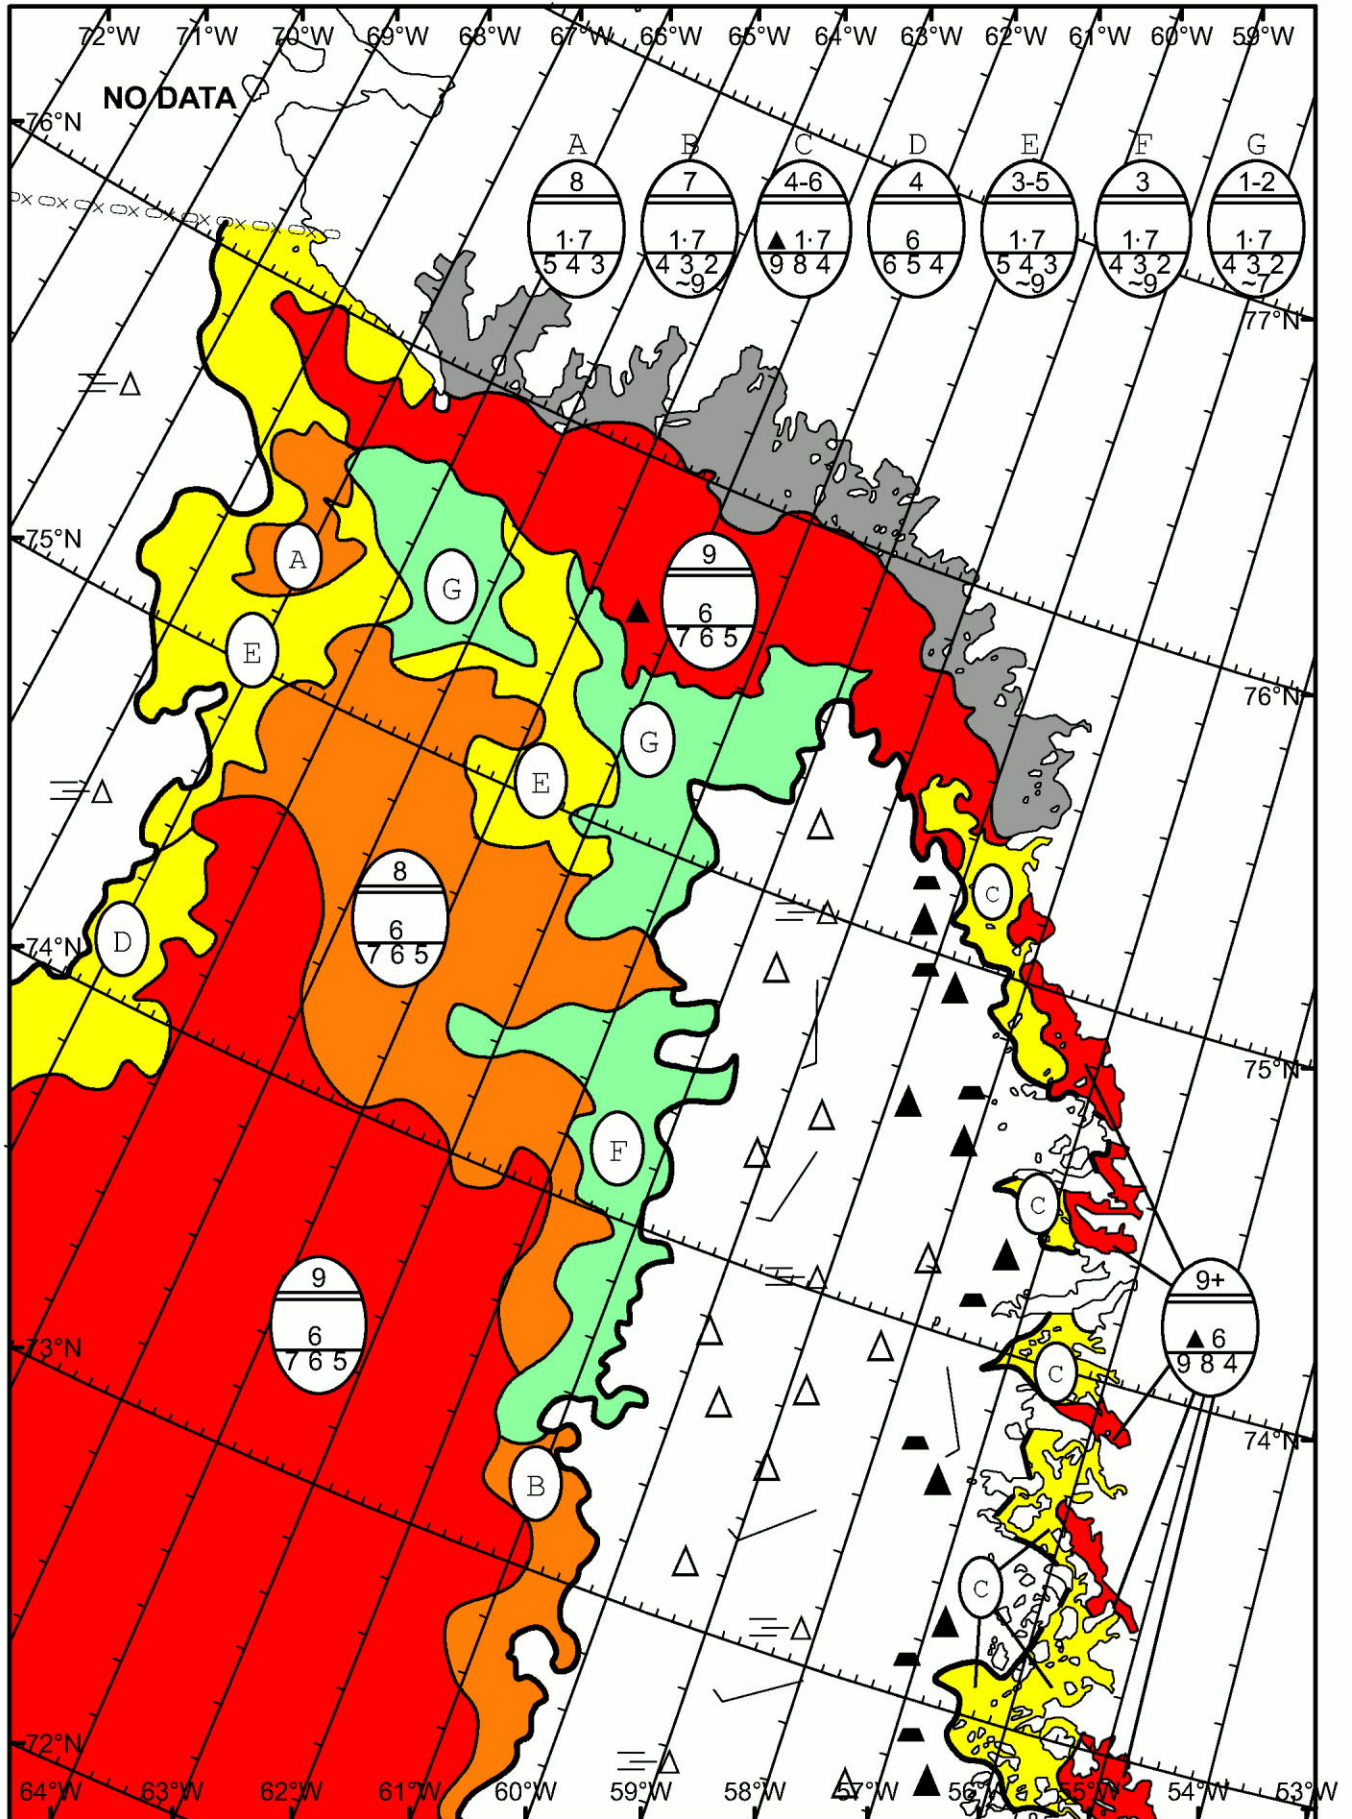 72°W 71°W 70°W 69°W 68°W 67°W 66°W 65°W 64°W 63°W 62°W 61°W 60°W 59°W
NO DATA
76°N
A B C D E F G
8 7 4-6 4 3-5 3 1-2
1·7 1·7 ▲ 1·7 6 1·7 1·7 1·7
5 4 3 4 3 2 9 8 4 6 5 4 5 4 3 4 3 2 4 3 2
~9 ~9 ~9 ~7
77°N
75°N
A
9
G
6
7 6 5
E
76°N
G
E
8
C
6
D
7 6 5
74°N
75°N
F
C
9+
9
▲ 6
6
9 8 4
7 6 5
73°N
C
74°N
B
C
72°N
64°W 63°W 62°W 61°W 60°W 59°W 58°W 57°W 56°W 55°W 54°W 53°W